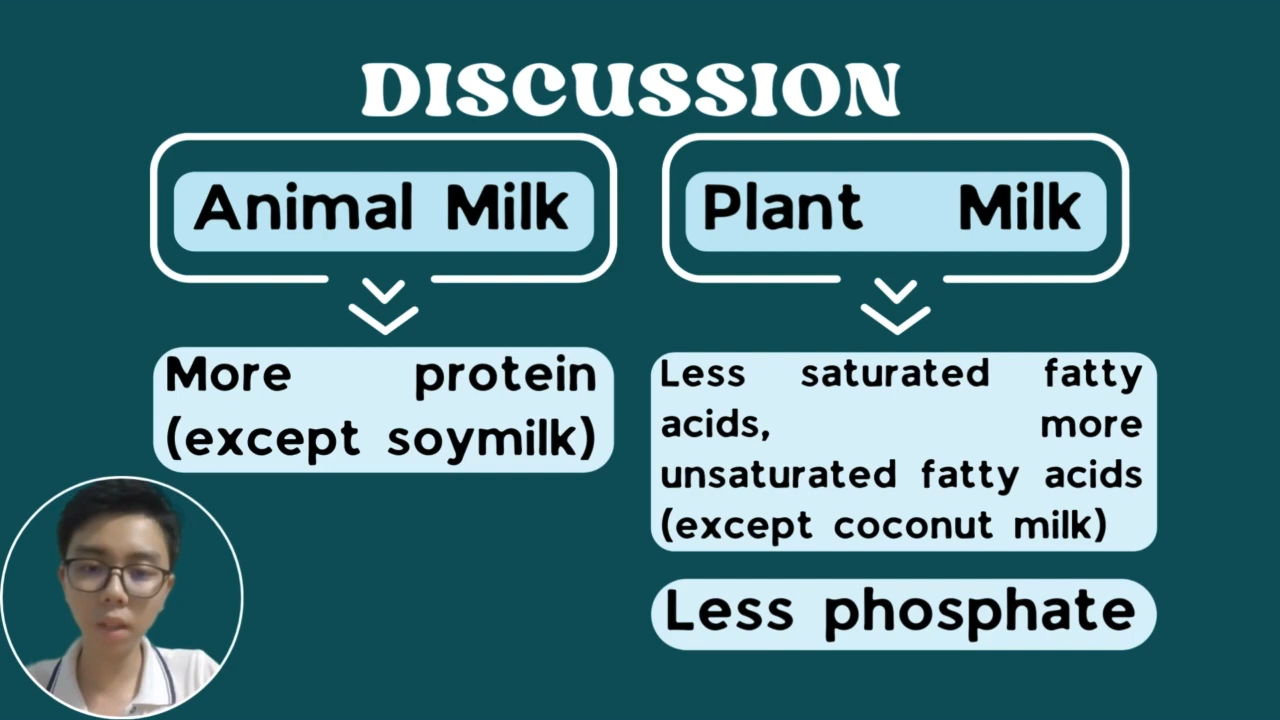 DISCUSSION
Animal Milk
Plant Milk
More protein
(except soymilk)
Less saturated fatty
acids, more
unsaturated fatty acids
(except coconut milk)
Less phosphate